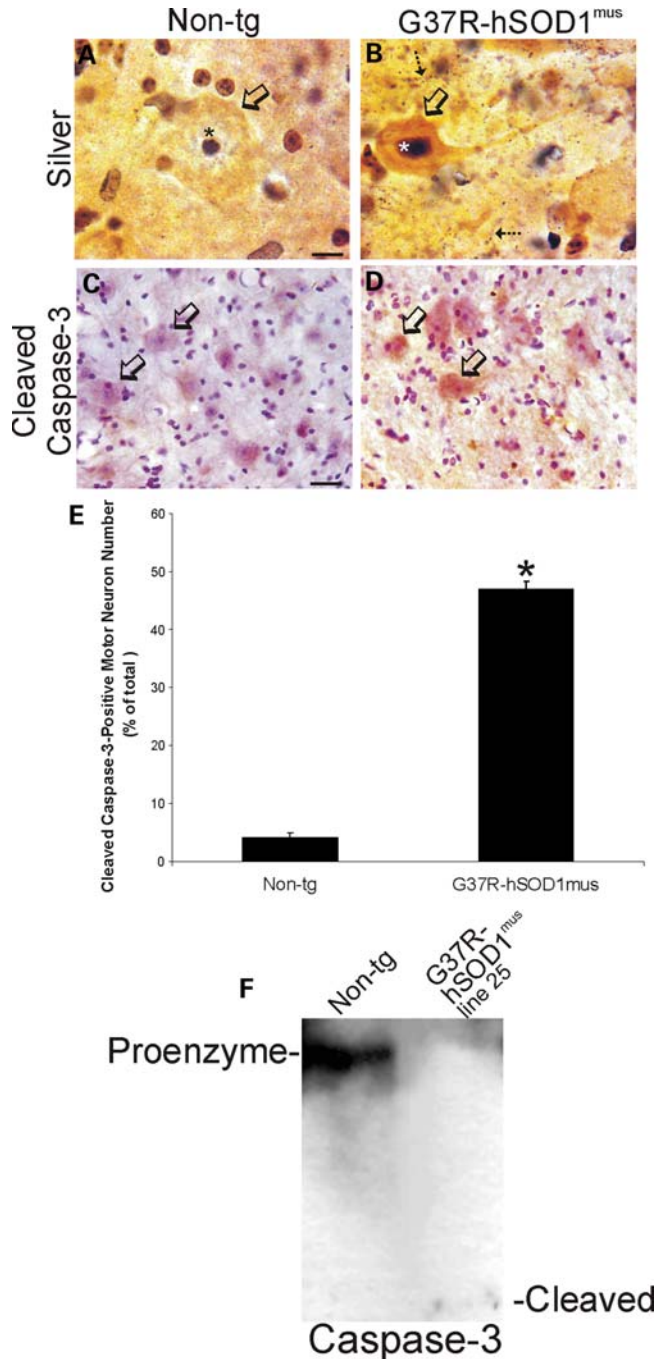 Non-tg
G37R-hSOD1mus
Silver
A
*
B
*
Cleaved
Caspase-3
C
D
E
Cleaved Caspase-3-Positive Motor Neuron Number
(% of total )
60
50
40
30
20
10
0
*
Non-tg
G37R-hSOD1mus
F
Non-tg
G37R-
hSOD1mus
line 25
Proenzyme-
-Cleaved
Caspase-3